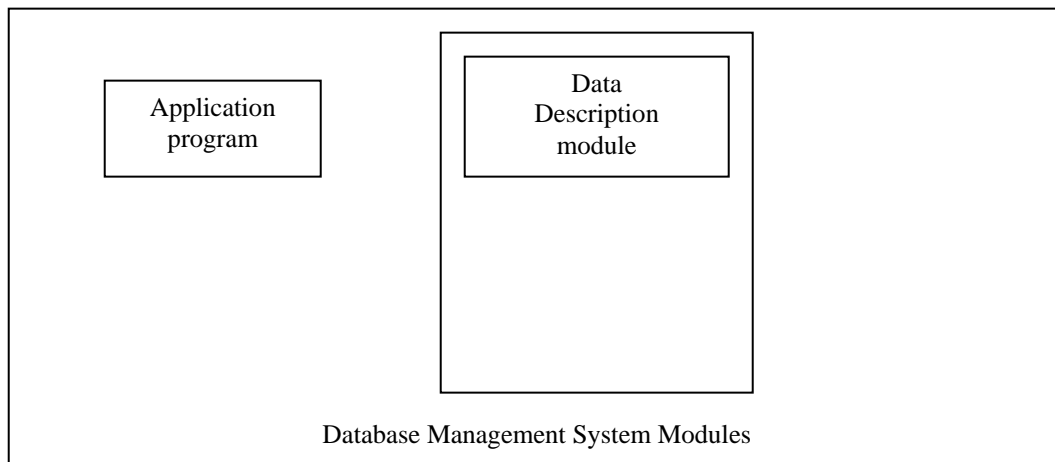 Application
program
Data
Description
module
Database Management System Modules